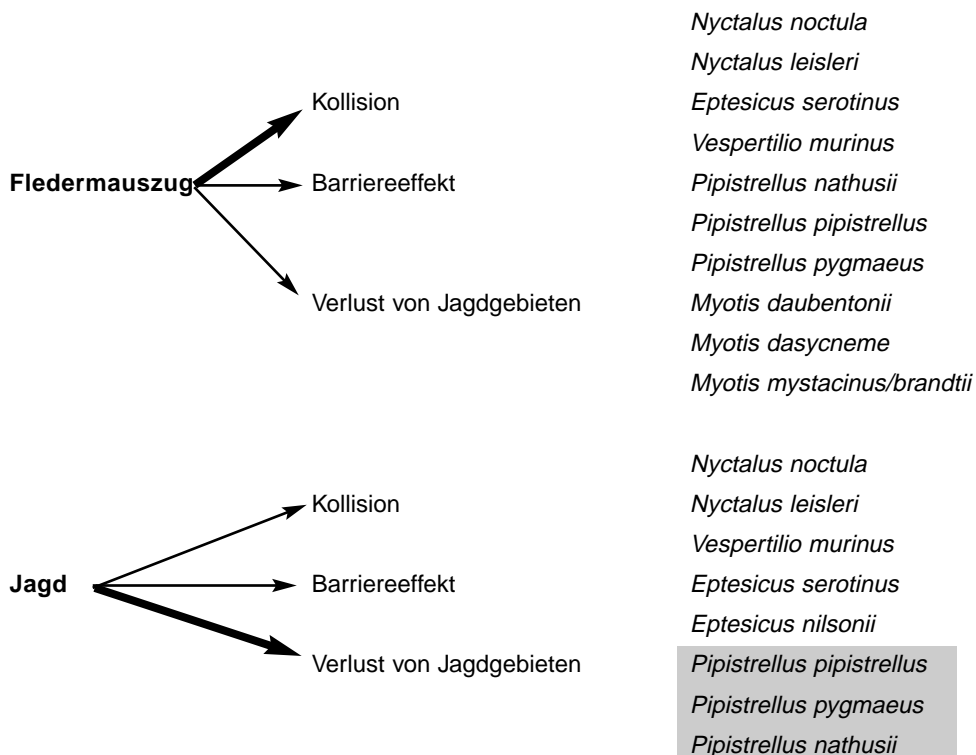 Nyctalus noctula
Nyctalus leisleri
Kollision
Eptesicus serotinus
Vespertilio murinus
Fledermauszug
Barriereeffekt
Pipistrellus nathusii
Pipistrellus pipistrellus
Pipistrellus pygmaeus
Verlust von Jagdgebieten
Myotis daubentonii
Myotis dasycneme
Myotis mystacinus/brandtii
Nyctalus noctula
Kollision
Nyctalus leisleri
Vespertilio murinus
Jagd
Barriereeffekt
Eptesicus serotinus
Eptesicus nilsonii
Verlust von Jagdgebieten
Pipistrellus pipistrellus
Pipistrellus pygmaeus
Pipistrellus nathusii